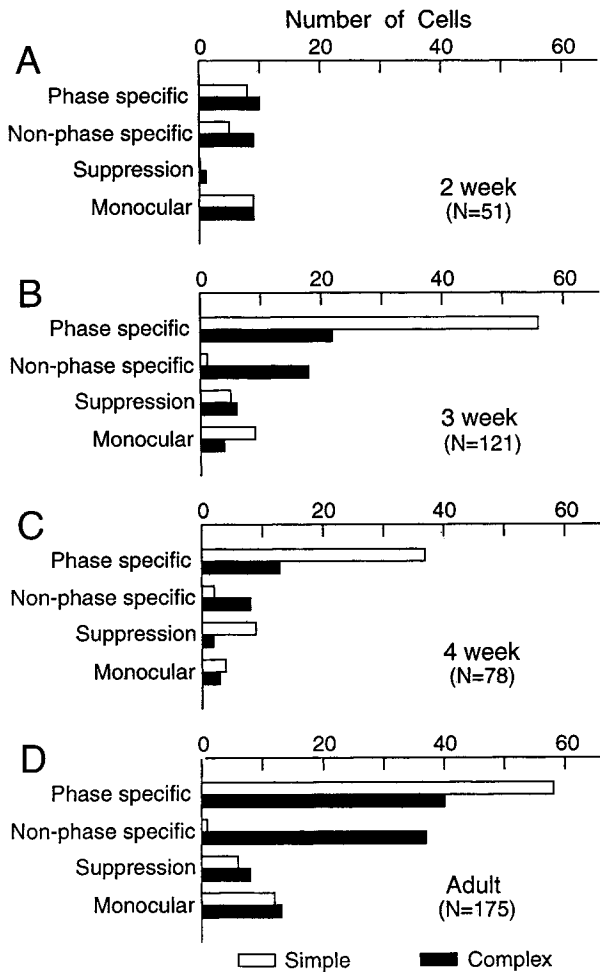 Number of Cells
A
0 20 40 60
Phase specific
Non-phase specific
Suppression
Monocular
2 week
(N=51)
B
0 20 40 60
Phase specific
Non-phase specific
Suppression
Monocular
3 week
(N=121)
C
0 20 40 60
Phase specific
Non-phase specific
Suppression
Monocular
4 week
(N=78)
D
0 20 40 60
Phase specific
Non-phase specific
Suppression
Monocular
Adult
(N=175)
Simple Complex